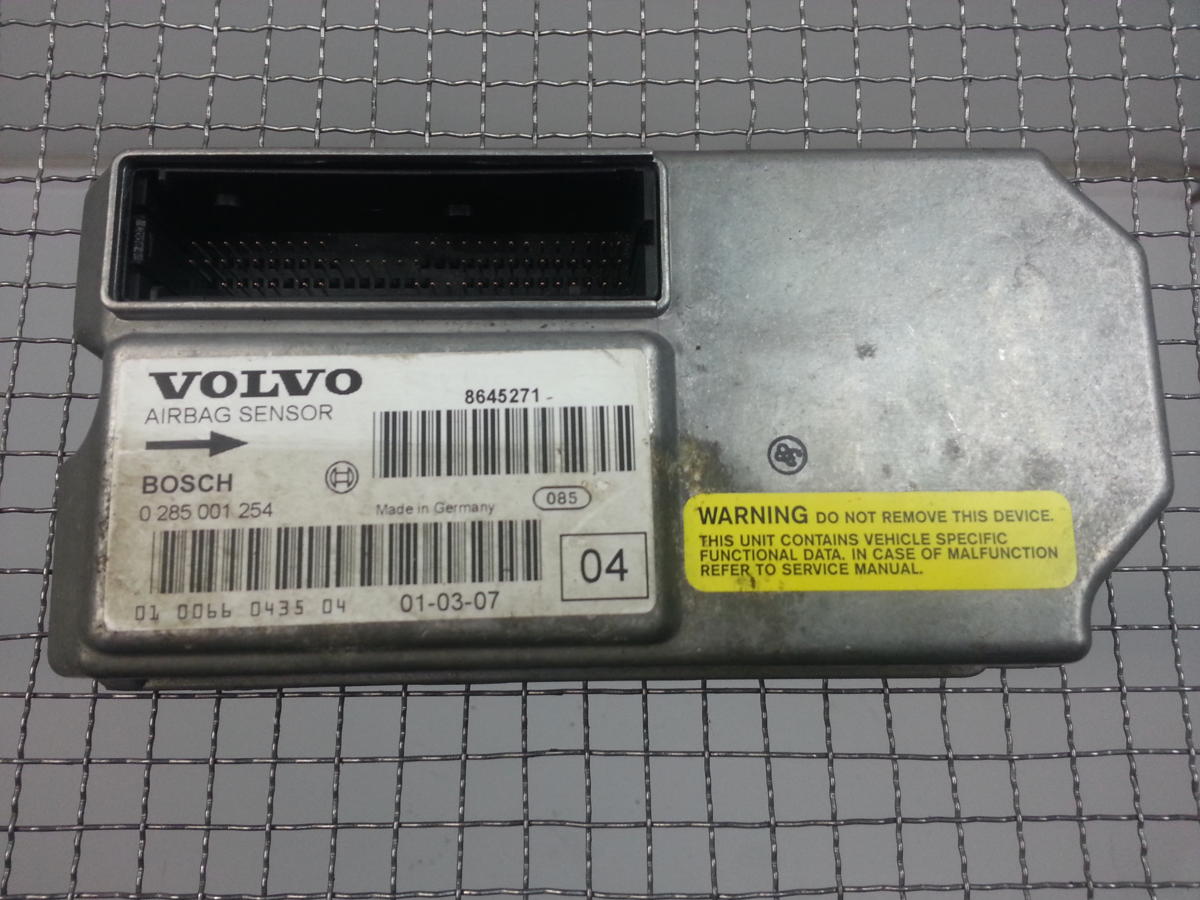 VOLVO
AIRBAG SENSOR
8645271
BOSCH
0 285 001 254
Made in Germany
085
04
01 0066 0435 04
01-03-07
WARNING DO NOT REMOVE THIS DEVICE.
THIS UNIT CONTAINS VEHICLE SPECIFIC
FUNCTIONAL DATA. IN CASE OF MALFUNCTION
REFER TO SERVICE MANUAL.